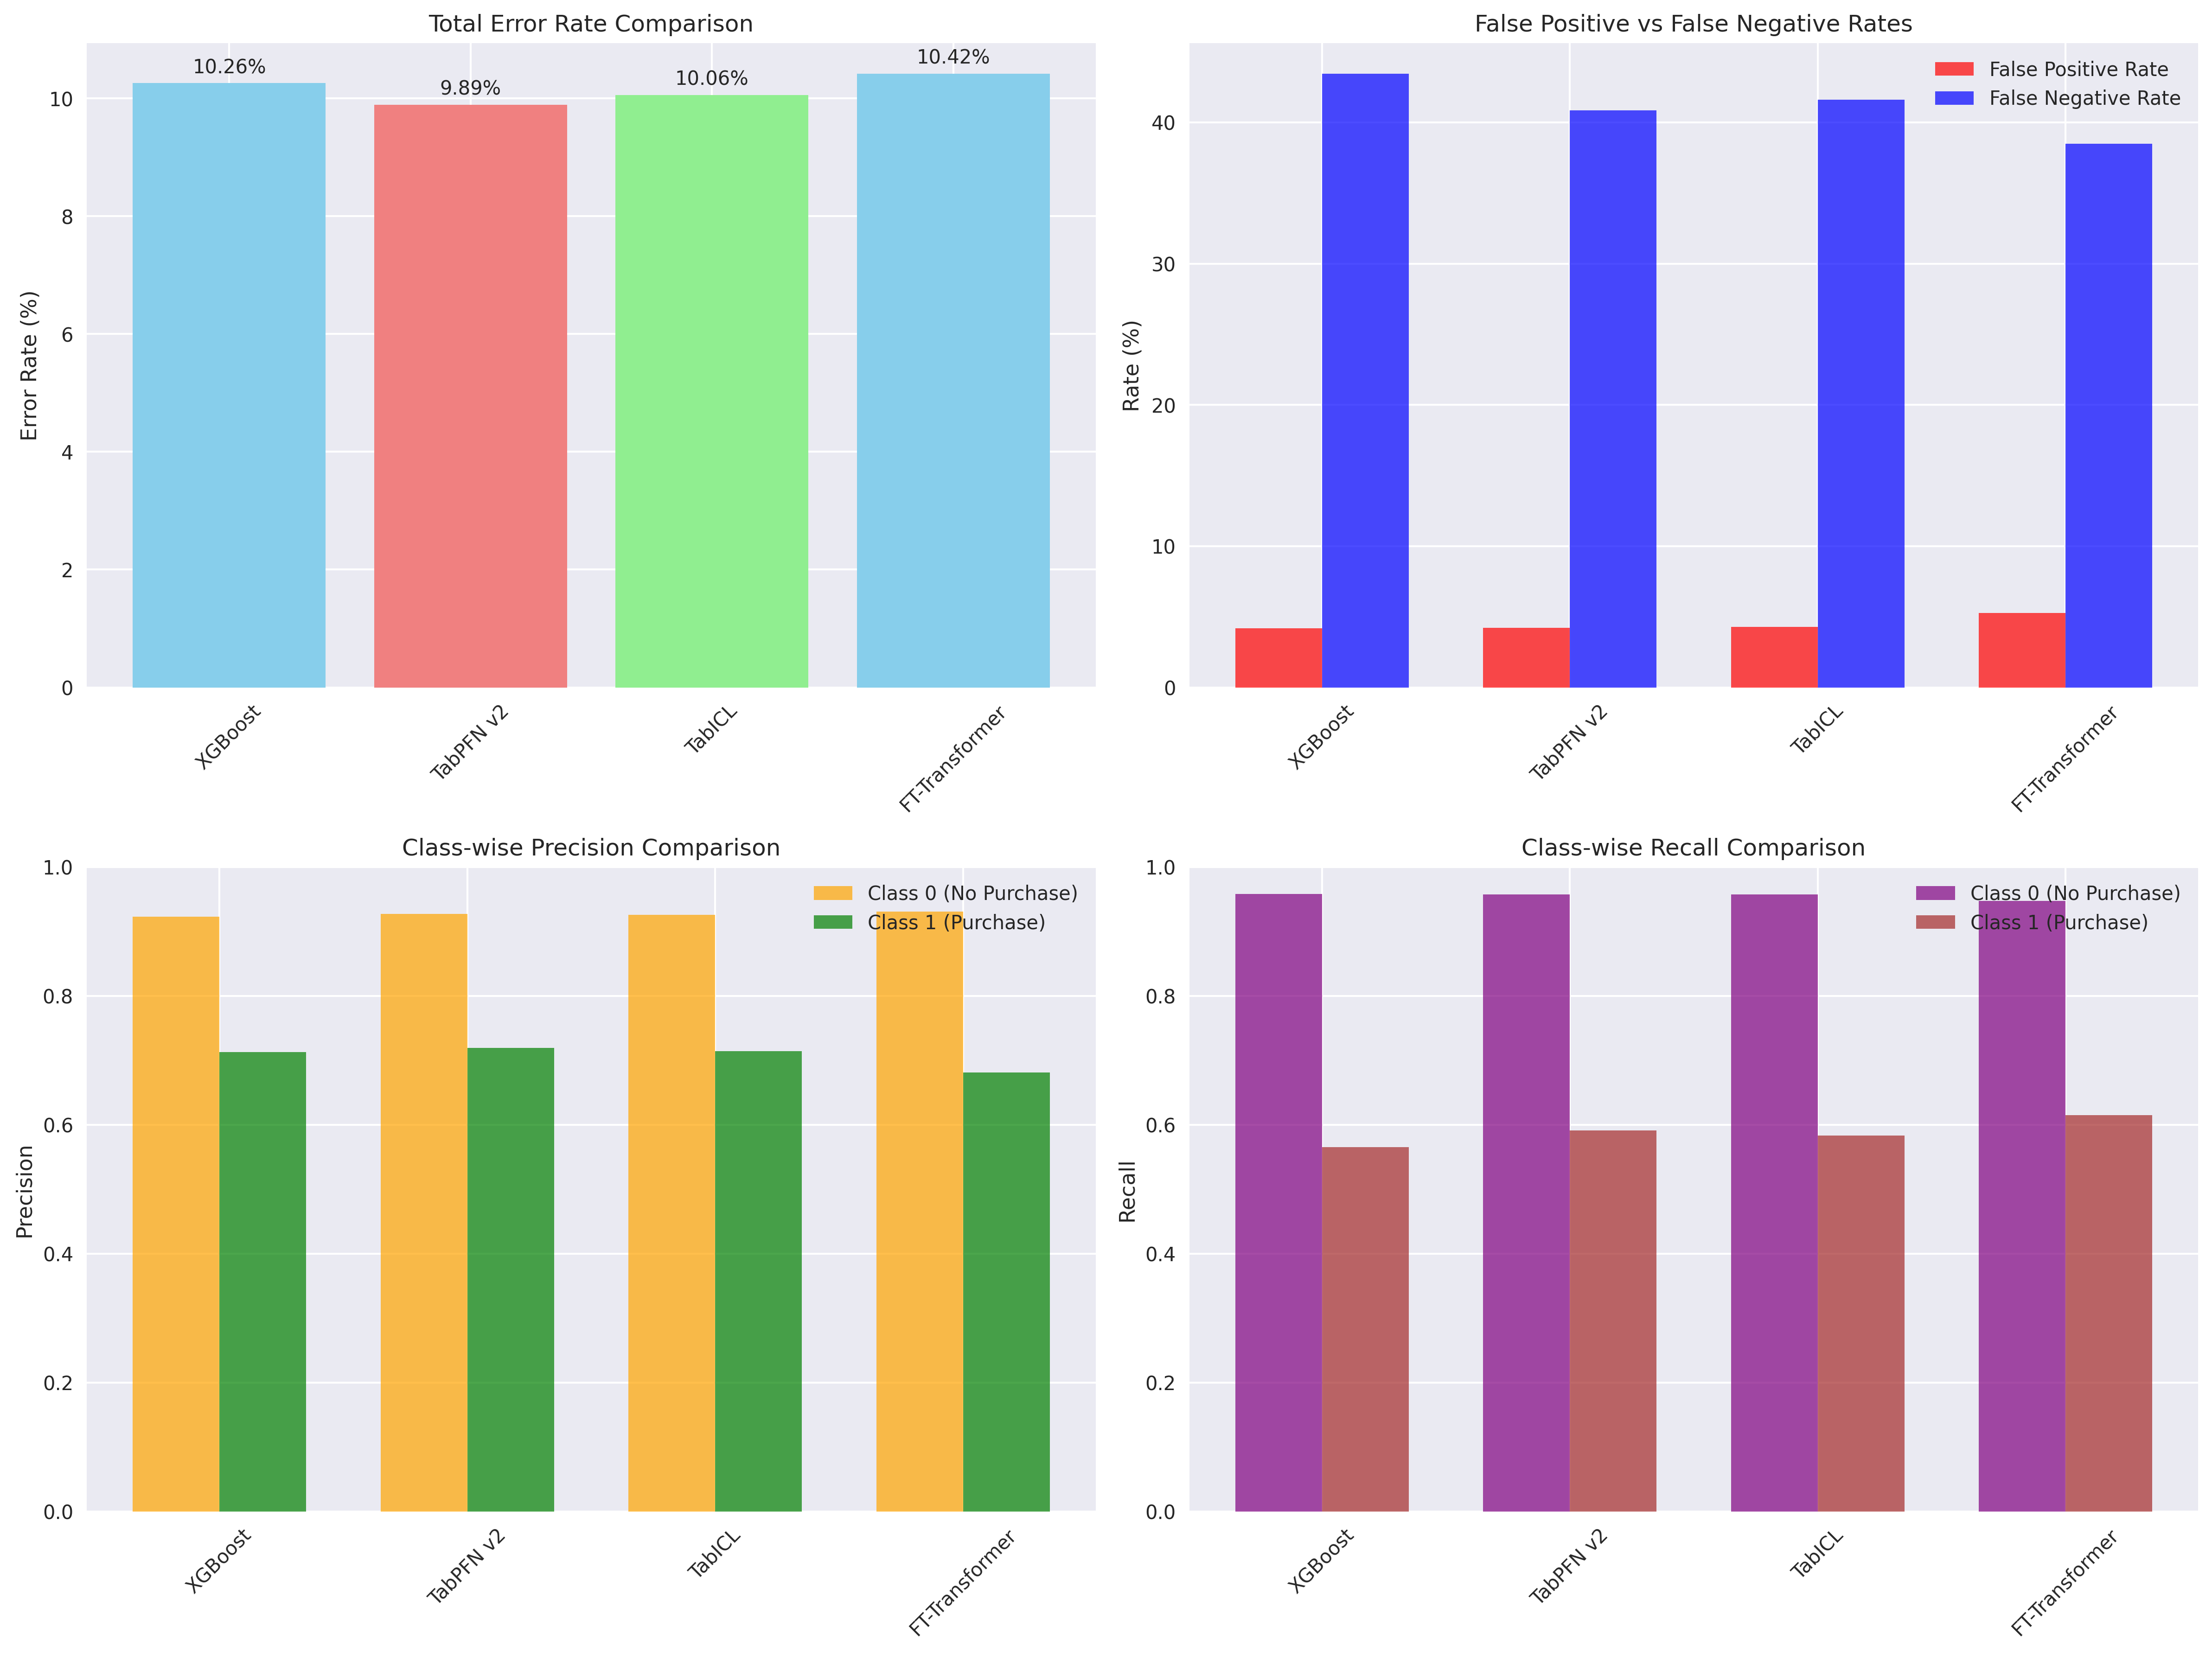 Total Error Rate Comparison
Error Rate (%)
10
8
6
4
2
0
10.26%
9.89%
10.06%
10.42%
XGBoost
TabPFN v2
TabICL
FT-Transformer
False Positive vs False Negative Rates
False Positive Rate
False Negative Rate
Rate (%)
40
30
20
10
0
XGBoost
TabPFN v2
TabICL
FT-Transformer
Class-wise Precision Comparison
Class 0 (No Purchase)
Class 1 (Purchase)
Precision
1.0
0.8
0.6
0.4
0.2
0.0
XGBoost
TabPFN v2
TabICL
FT-Transformer
Class-wise Recall Comparison
Class 0 (No Purchase)
Class 1 (Purchase)
Recall
1.0
0.8
0.6
0.4
0.2
0.0
XGBoost
TabPFN v2
TabICL
FT-Transformer